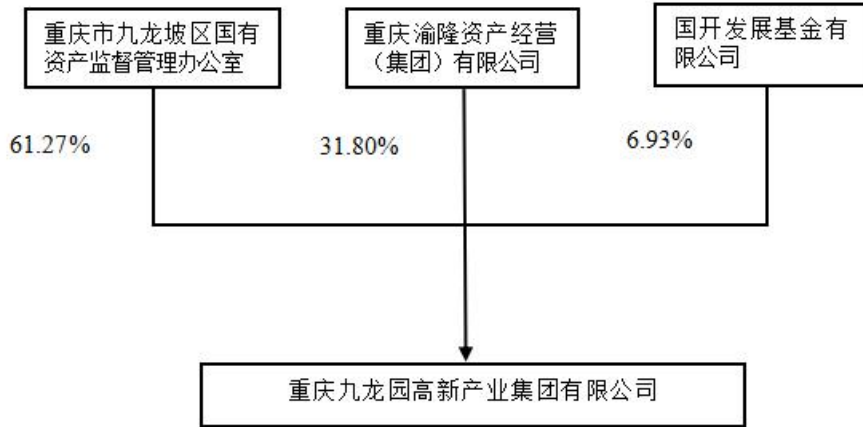 重庆市九龙坡区国有
资产监督管理办公室
重庆渝隆资产经营
（集团）有限公司
国开发展基金有
限公司
61.27%
31.80%
6.93%
重庆九龙园高新产业集团有限公司